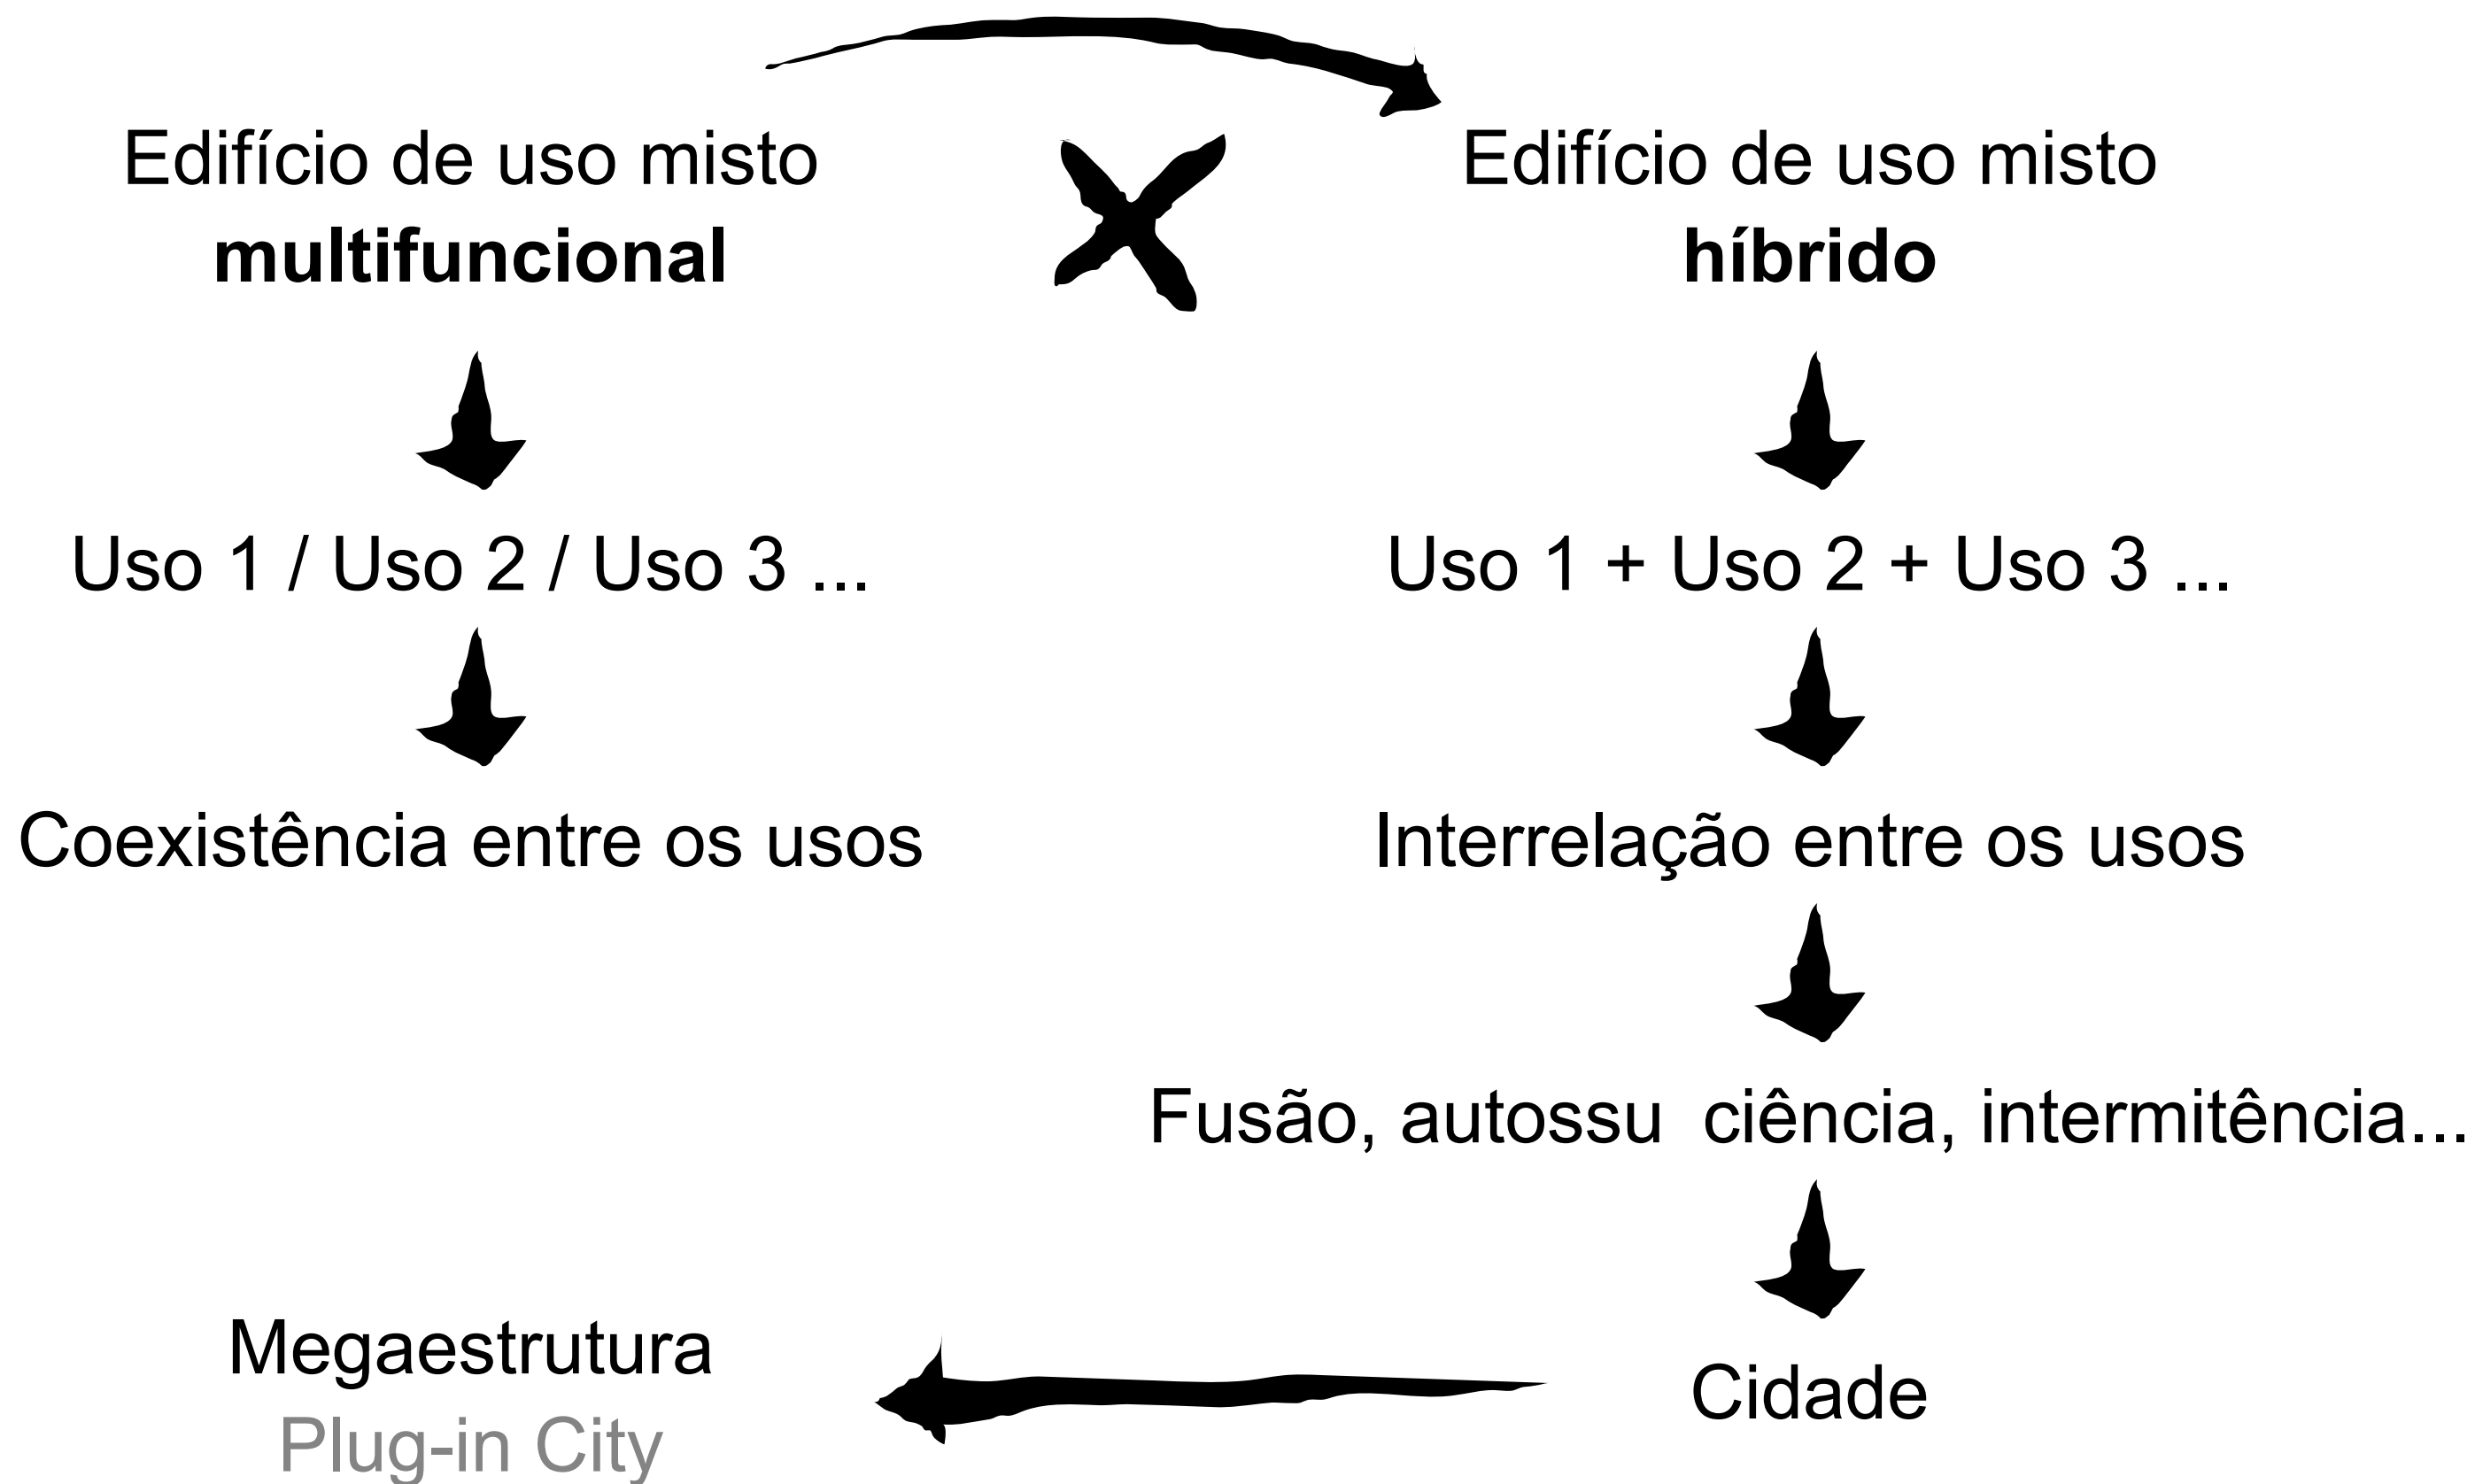 Edifício de uso misto
multifuncional
Edifício de uso misto
híbrido
Uso 1 / Uso 2 / Uso 3 ...
Uso 1 + Uso 2 + Uso 3 ...
Coexistência entre os usos
Interrelação entre os usos
Fusão, autossu ciência, intermitência...
Megaestrutura
Plug-in City
Cidade